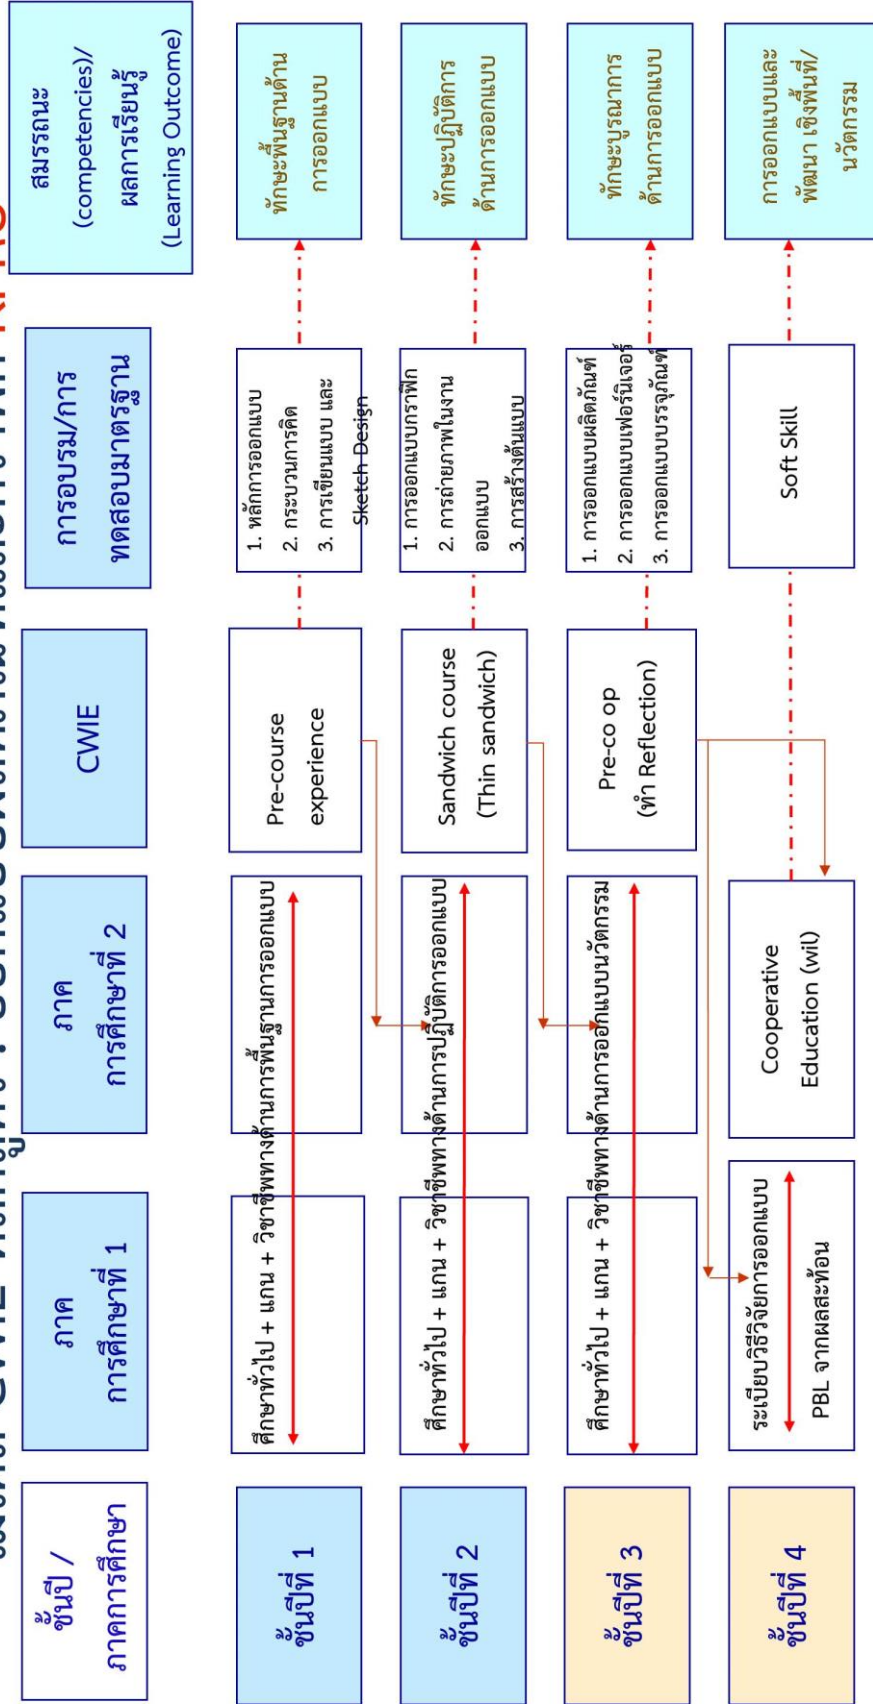 ชั้นปี /
ภาคการศึกษา
ภาค
การศึกษาที่ 1
ภาค
การศึกษาที่ 2
CWIE
การอบรม/การ
ทดสอบมาตรฐาน
สมรรถนะ
(competencies)/
ผลการเรียนรู้
(Learning Outcome)
ชั้นปีที่ 1
ศึกษาทั่วไป + แกน + วิชาชีพทางด้านการพื้นฐานการออกแบบ
Pre-course
experience
1. หลักการออกแบบ
2. กระบวนการคิด
3. การเขียนแบบ และ
Sketch Design
ทักษะพื้นฐานด้าน
การออกแบบ
ชั้นปีที่ 2
ศึกษาทั่วไป + แกน + วิชาชีพทางด้านการปฏิบัติการออกแบบ
Sandwich course
(Thin sandwich)
1. การออกแบบกราฟิก
2. การถ่ายภาพในงาน
ออกแบบ
3. การสร้างต้นแบบ
ทักษะปฏิบัติการ
ด้านการออกแบบ
ชั้นปีที่ 3
ศึกษาทั่วไป + แกน + วิชาชีพทางด้านการออกแบบนวัตกรรม
Pre-co op
(ทำ Reflection)
1. การออกแบบผลิตภัณฑ์
2. การออกแบบเฟอร์นิเจอร์
3. การออกแบบบรรจุภัณฑ์
ทักษะบูรณาการ
ด้านการออกแบบ
ชั้นปีที่ 4
ระเบียบวิธีวิจัยการออกแบบ
PBL จากผลสะท้อน
Cooperative
Education (wil)
Soft Skill
การออกแบบและ
พัฒนา เชิงพื้นที่/
นวัตกรรม